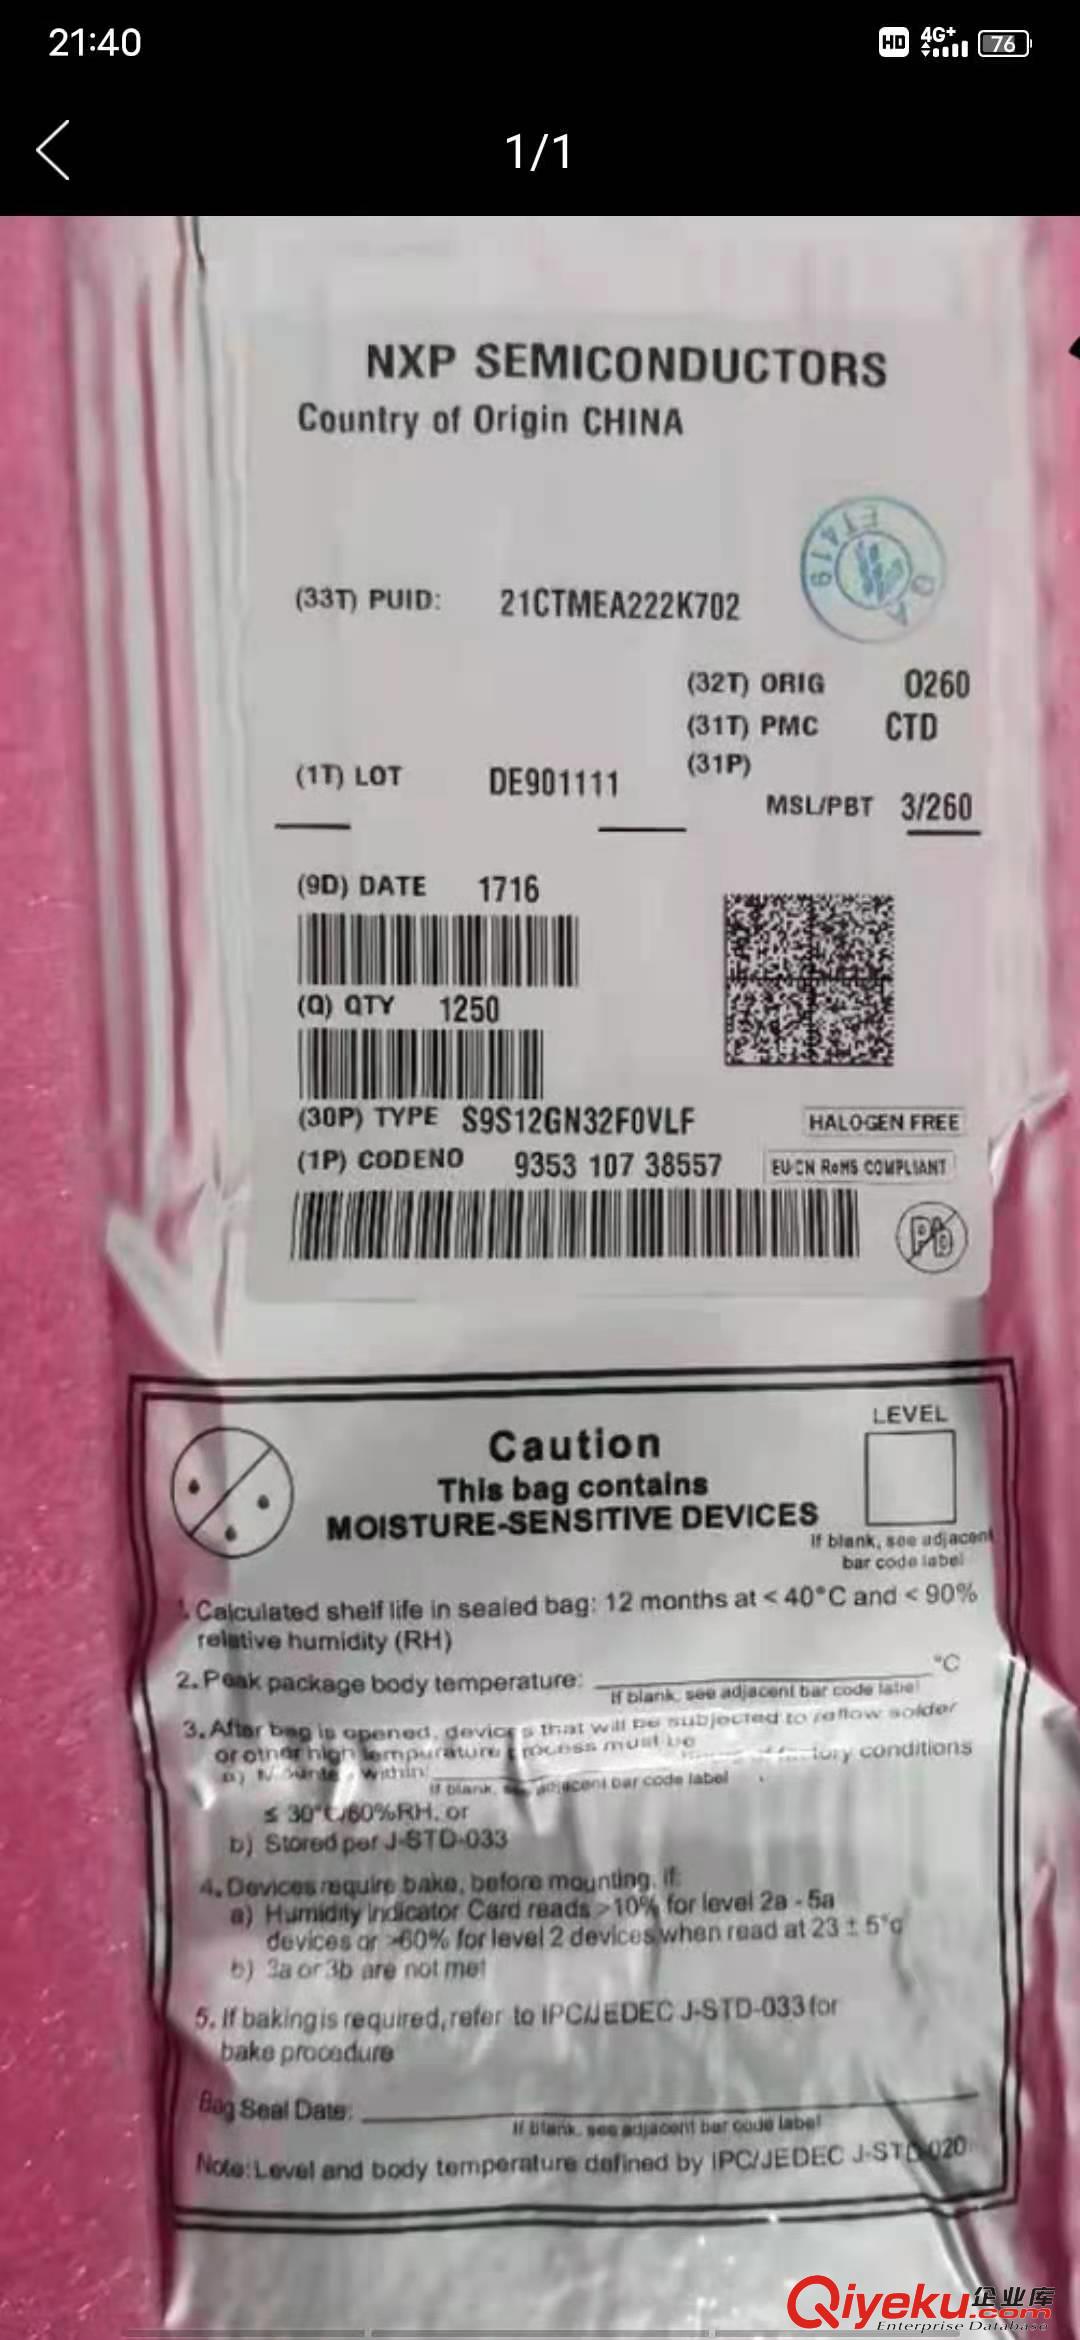 21:40
HD 4G+ 76
1/1
NXP SEMICONDUCTORS
Country of Origin CHINA
ET419
QA
(33T) PUID: 21CTMEA222K702
(32T) ORIG 0260
(31T) PMC CTD
(31P)
(1T) LOT DE901111
MSL/PBT 3/260
(9D) DATE 1716
(Q) QTY 1250
(30P) TYPE S9S12GN32F0VLF
HALOGEN FREE
(1P) CODENO 9353 107 38557
EU/CN RoHS COMPLIANT
Pb
LEVEL
Caution
This bag contains
MOISTURE-SENSITIVE DEVICES
If blank, see adjacent
bar code label
1. Calculated shelf life in sealed bag: 12 months at < 40°C and < 90%
relative humidity (RH)
2. Peak package body temperature: °C
If blank, see adjacent bar code label
3. After bag is opened, devices that will be subjected to reflow solder
or other high temperature process must be
a) Mounted within: factory conditions
If blank, see adjacent bar code label
≤ 30°C/60%RH, or
b) Stored per J-STD-033
4. Devices require bake, before mounting, if:
a) Humidity Indicator Card reads >10% for level 2a - 5a
devices or >60% for level 2 devices when read at 23 ± 5°C
b) 3a or 3b are not met
5. If baking is required, refer to IPC/JEDEC J-STD-033 for
bake procedure
Bag Seal Date:
If blank, see adjacent bar code label
Note: Level and body temperature defined by IPC/JEDEC J-STD-020
Qiyeku.com 企业库
Enterprise Database